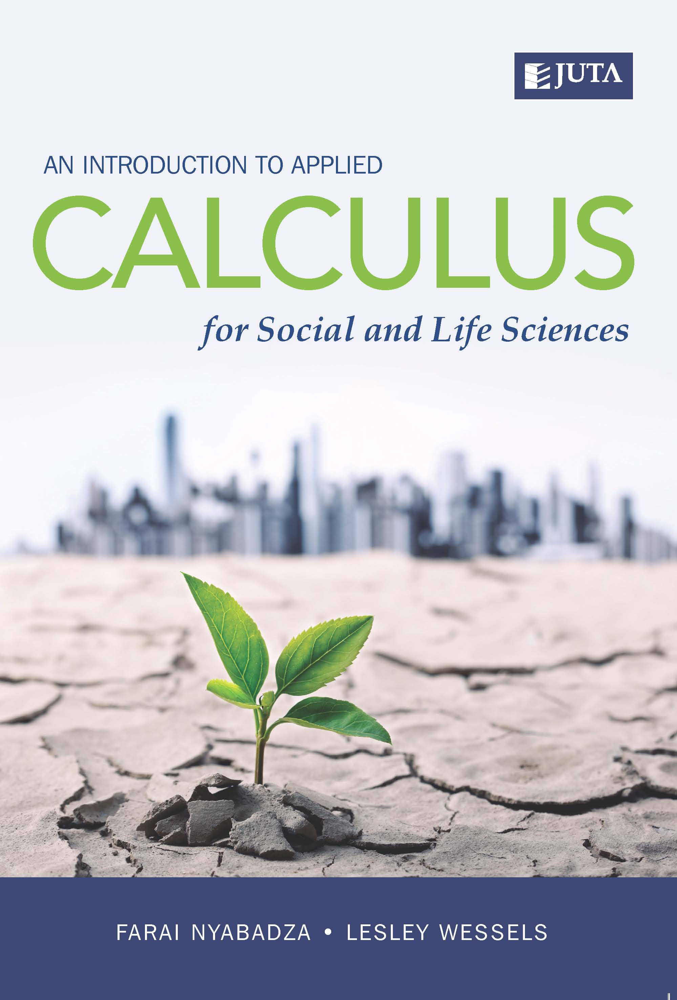 JUTA
AN INTRODUCTION TO APPLIED
CALCULUS
for Social and Life Sciences
FARAI NYABADZA • LESLEY WESSELS